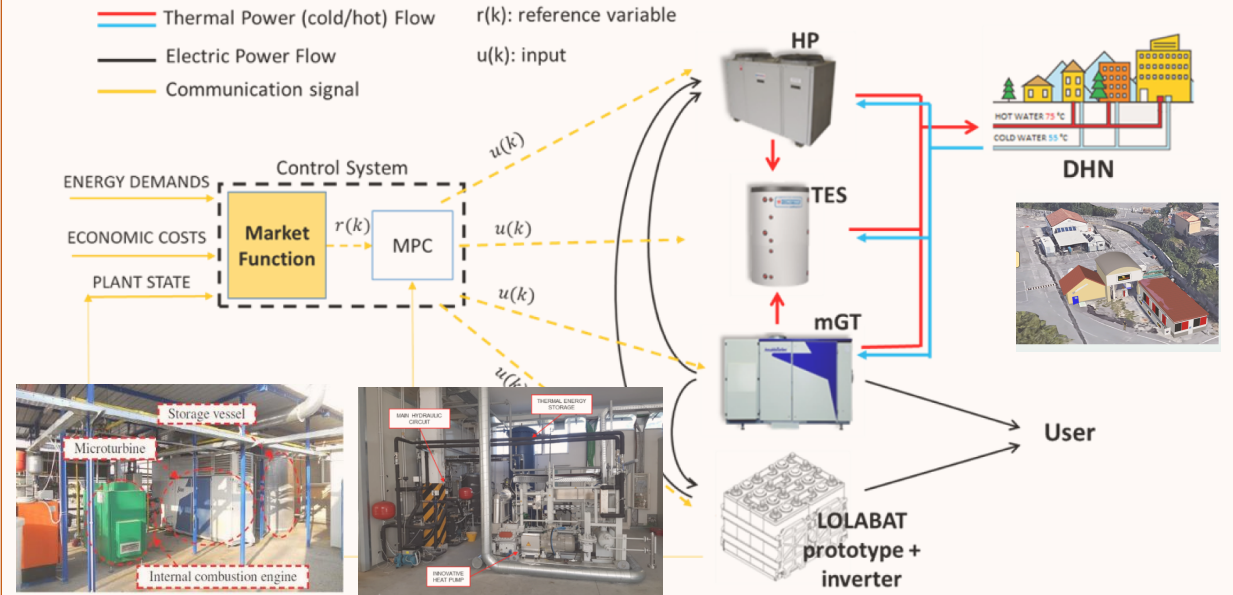 Thermal Power (cold/hot) Flow
r(k): reference variable
Electric Power Flow
u(k): input
Communication signal
HP
HOT WATER 75 °C
COLD WATER 55 °C
DHN
Control System
ENERGY DEMANDS
ECONOMIC COSTS
PLANT STATE
Market
Function
r(k)
MPC
u(k)
u(k)
u(k)
u(k)
TES
mGT
User
LOLABAT
prototype +
inverter
Storage vessel
Microturbine
Internal combustion engine
MAIN HYDRAULIC
CIRCUIT
THERMAL ENERGY
STORAGE
INNOVATIVE
HEAT PUMP